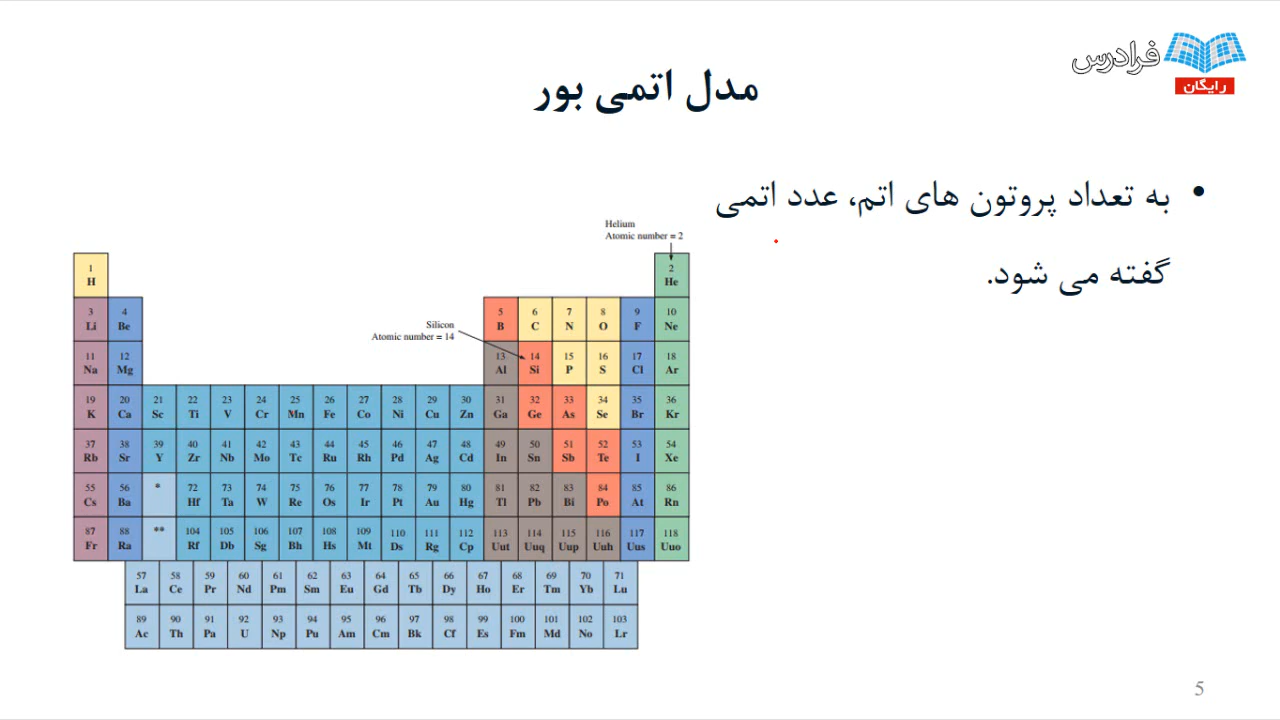 فرادرس
رایگان
مدل اتمی بور
• به تعداد پروتون های اتم، عدد اتمی
گفته می شود.
Helium
Atomic number = 2
1 2
H He
Silicon
Atomic number = 14
3 4 5 6 7 8 9 10
Li Be B C N O F Ne
11 12 13 14 15 16 17 18
Na Mg Al Si P S Cl Ar
19 20 21 22 23 24 25 26 27 28 29 30 31 32 33 34 35 36
K Ca Sc Ti V Cr Mn Fe Co Ni Cu Zn Ga Ge As Se Br Kr
37 38 39 40 41 42 43 44 45 46 47 48 49 50 51 52 53 54
Rb Sr Y Zr Nb Mo Tc Ru Rh Pd Ag Cd In Sn Sb Te I Xe
55 56 * 72 73 74 75 76 77 78 79 80 81 82 83 84 85 86
Cs Ba Hf Ta W Re Os Ir Pt Au Hg Tl Pb Bi Po At Rn
87 88 ** 104 105 106 107 108 109 110 111 112 113 114 115 116 117 118
Fr Ra Rf Db Sg Bh Hs Mt Ds Rg Cp Uut Uuq Uup Uuh Uus Uuo
57 58 59 60 61 62 63 64 65 66 67 68 69 70 71
La Ce Pr Nd Pm Sm Eu Gd Tb Dy Ho Er Tm Yb Lu
89 90 91 92 93 94 95 96 97 98 99 100 101 102 103
Ac Th Pa U Np Pu Am Cm Bk Cf Es Fm Md No Lr
5